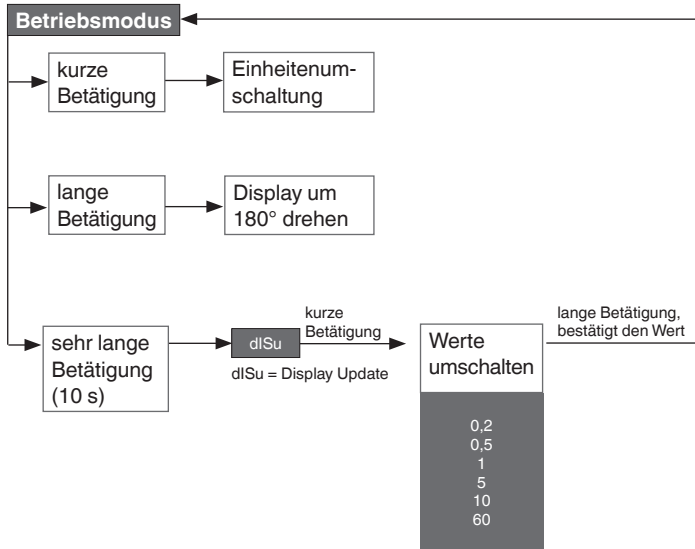 Betriebsmodus
kurze
Betätigung
Einheitenum-
schaltung
lange
Betätigung
Display um
180° drehen
sehr lange
Betätigung
(10 s)
dISu
dISu = Display Update
kurze
Betätigung
Werte
umschalten
0,2
0,5
1
5
10
60
lange Betätigung,
bestätigt den Wert